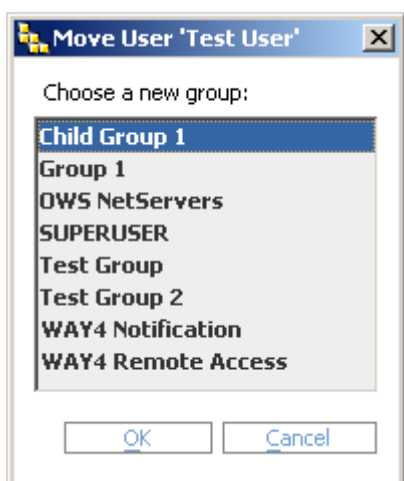 Move User 'Test User'
Choose a new group:
Child Group 1
Group 1
OWS NetServers
SUPERUSER
Test Group
Test Group 2
WAY4 Notification
WAY4 Remote Access
OK Cancel